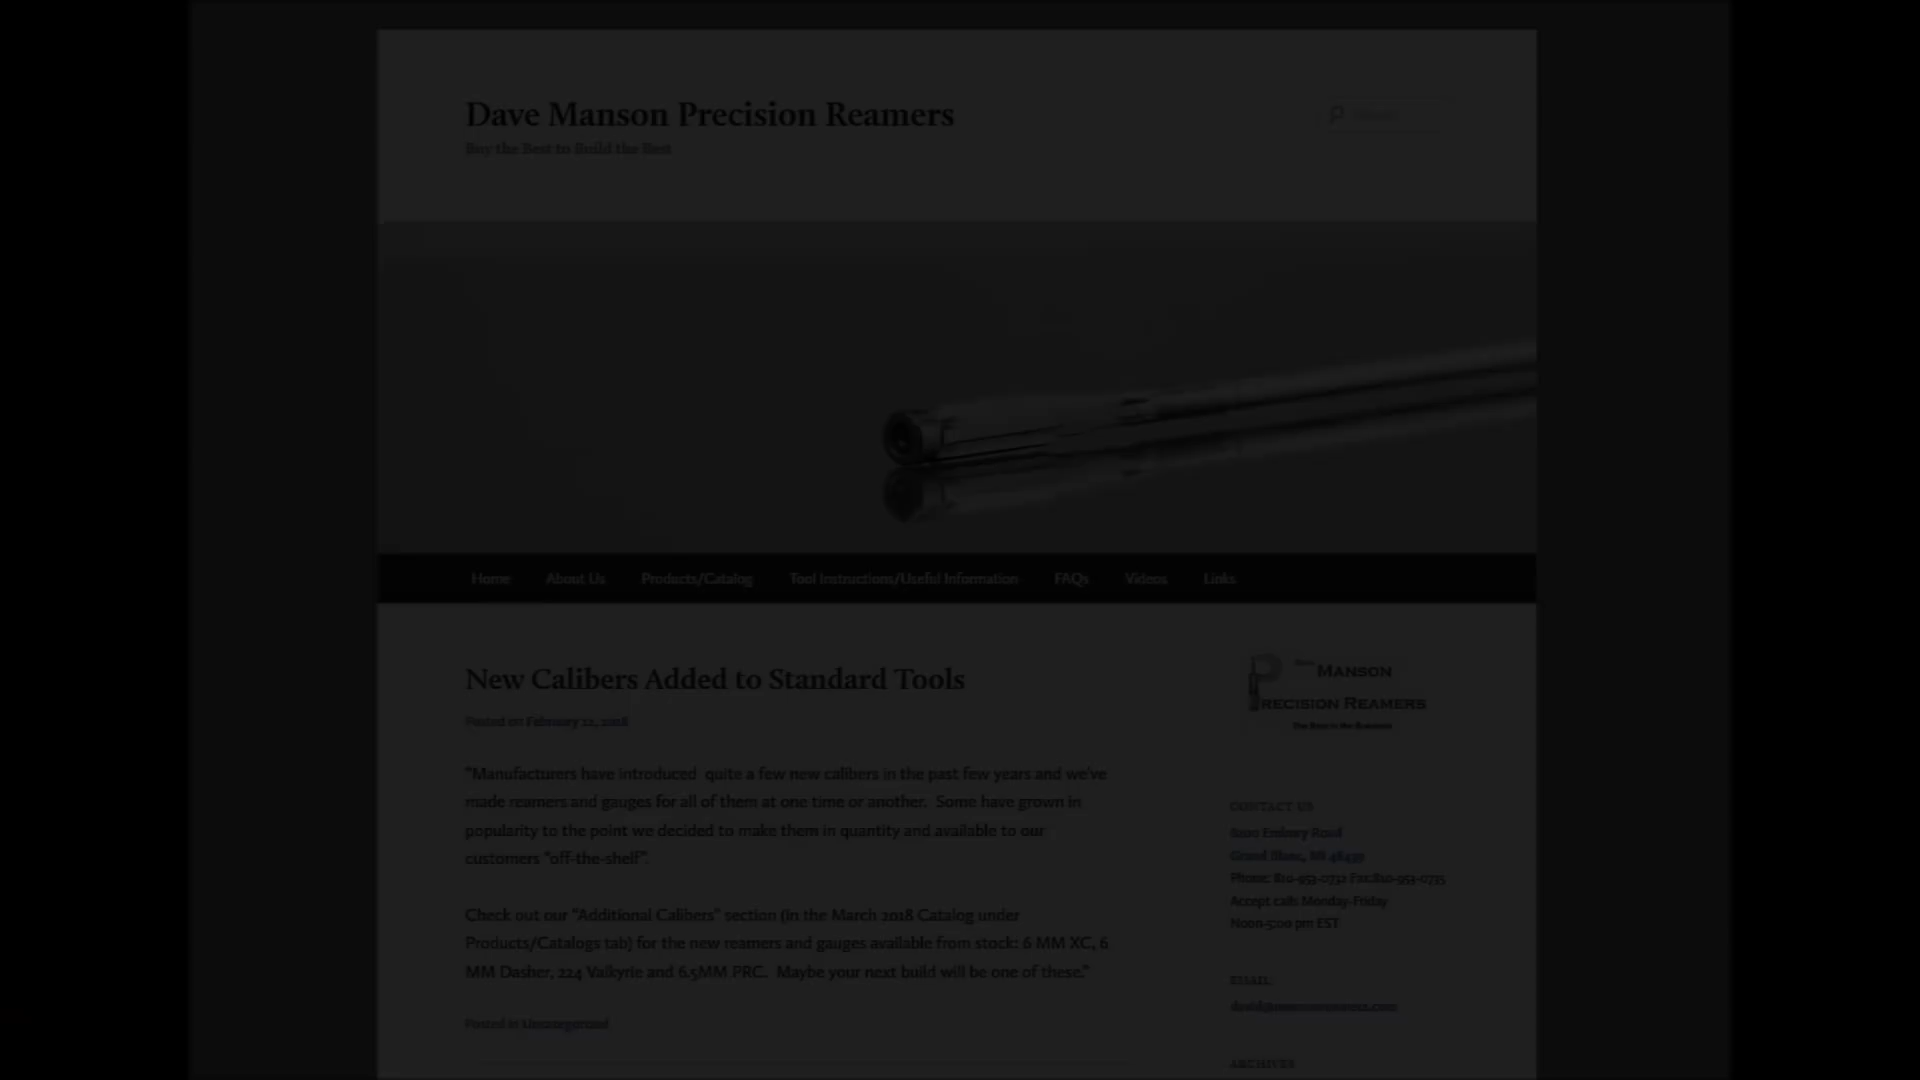 Dave Manson Precision Reamers
Buy the Best to Build the Best
Home About Us Products/Catalog Tool Instructions/Useful Information FAQs Videos Links
New Calibers Added to Standard Tools
Posted on February 12, 2018
"Manufacturers have introduced quite a few new calibers in the past few years and we've
made reamers and gauges for all of them at one time or another. Some have grown in
popularity to the point we decided to make them in quantity and available to our
customers "off-the-shelf".
Check out our "Additional Calibers" section (in the March 2018 Catalog under
Products/Catalogs tab) for the new reamers and gauges available from stock: 6 MM XC, 6
MM Dasher, 224 Valkyrie and 6.5MM PRC. Maybe your next build will be one of these."
Posted in Uncategorized
MANSON
PRECISION REAMERS
CONTACT US
Embury Road
Grand Blanc, MI 48439
Phone: 810-953-0732 Fax:810-953-0735
Accept calls Monday-Friday
Noon-5:00 pm EST
EMAIL
ARCHIVES